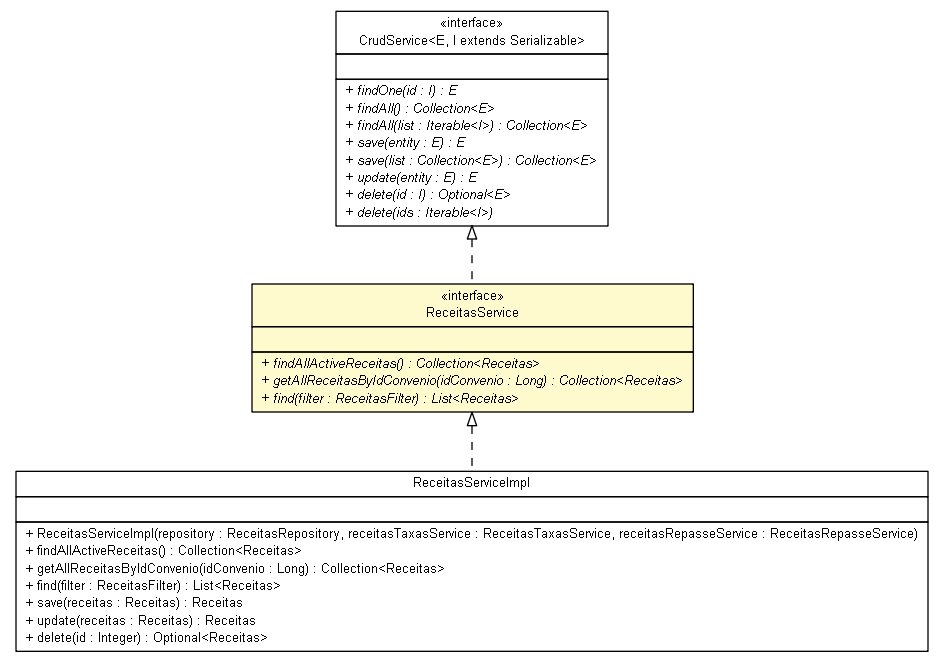 «interface»
CrudService<E, I extends Serializable>
+ findOne(id : I) : E
+ findAll() : Collection<E>
+ findAll(list : Iterable<I>) : Collection<E>
+ save(entity : E) : E
+ save(list : Collection<E>) : Collection<E>
+ update(entity : E) : E
+ delete(id : I) : Optional<E>
+ delete(ids : Iterable<I>)
«interface»
ReceitasService
+ findAllActiveReceitas() : Collection<Receitas>
+ getAllReceitasByIdConvenio(idConvenio : Long) : Collection<Receitas>
+ find(filter : ReceitasFilter) : List<Receitas>
ReceitasServiceImpl
+ ReceitasServiceImpl(repository : ReceitasRepository, receitasTaxasService : ReceitasTaxasService, receitasRepasseService : ReceitasRepasseService)
+ findAllActiveReceitas() : Collection<Receitas>
+ getAllReceitasByIdConvenio(idConvenio : Long) : Collection<Receitas>
+ find(filter : ReceitasFilter) : List<Receitas>
+ save(receitas : Receitas) : Receitas
+ update(receitas : Receitas) : Receitas
+ delete(id : Integer) : Optional<Receitas>